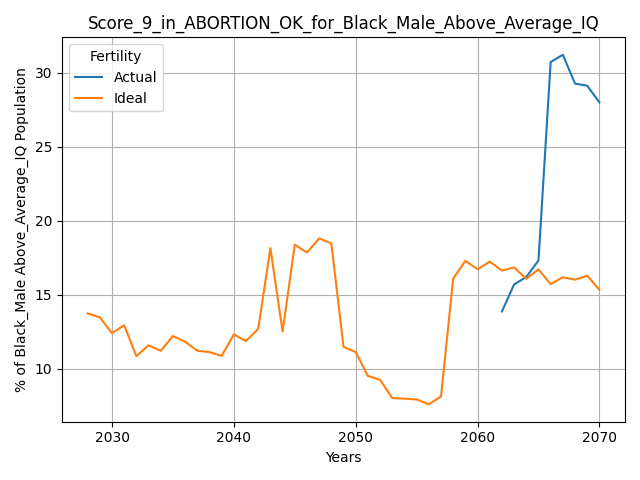 Score_9_in_ABORTION_OK_for_Black_Male_Above_Average_IQ
Fertility
Actual
Ideal
% of Black_Male Above_Average_IQ Population
30
25
20
15
10
2030
2040
2050
2060
2070
Years